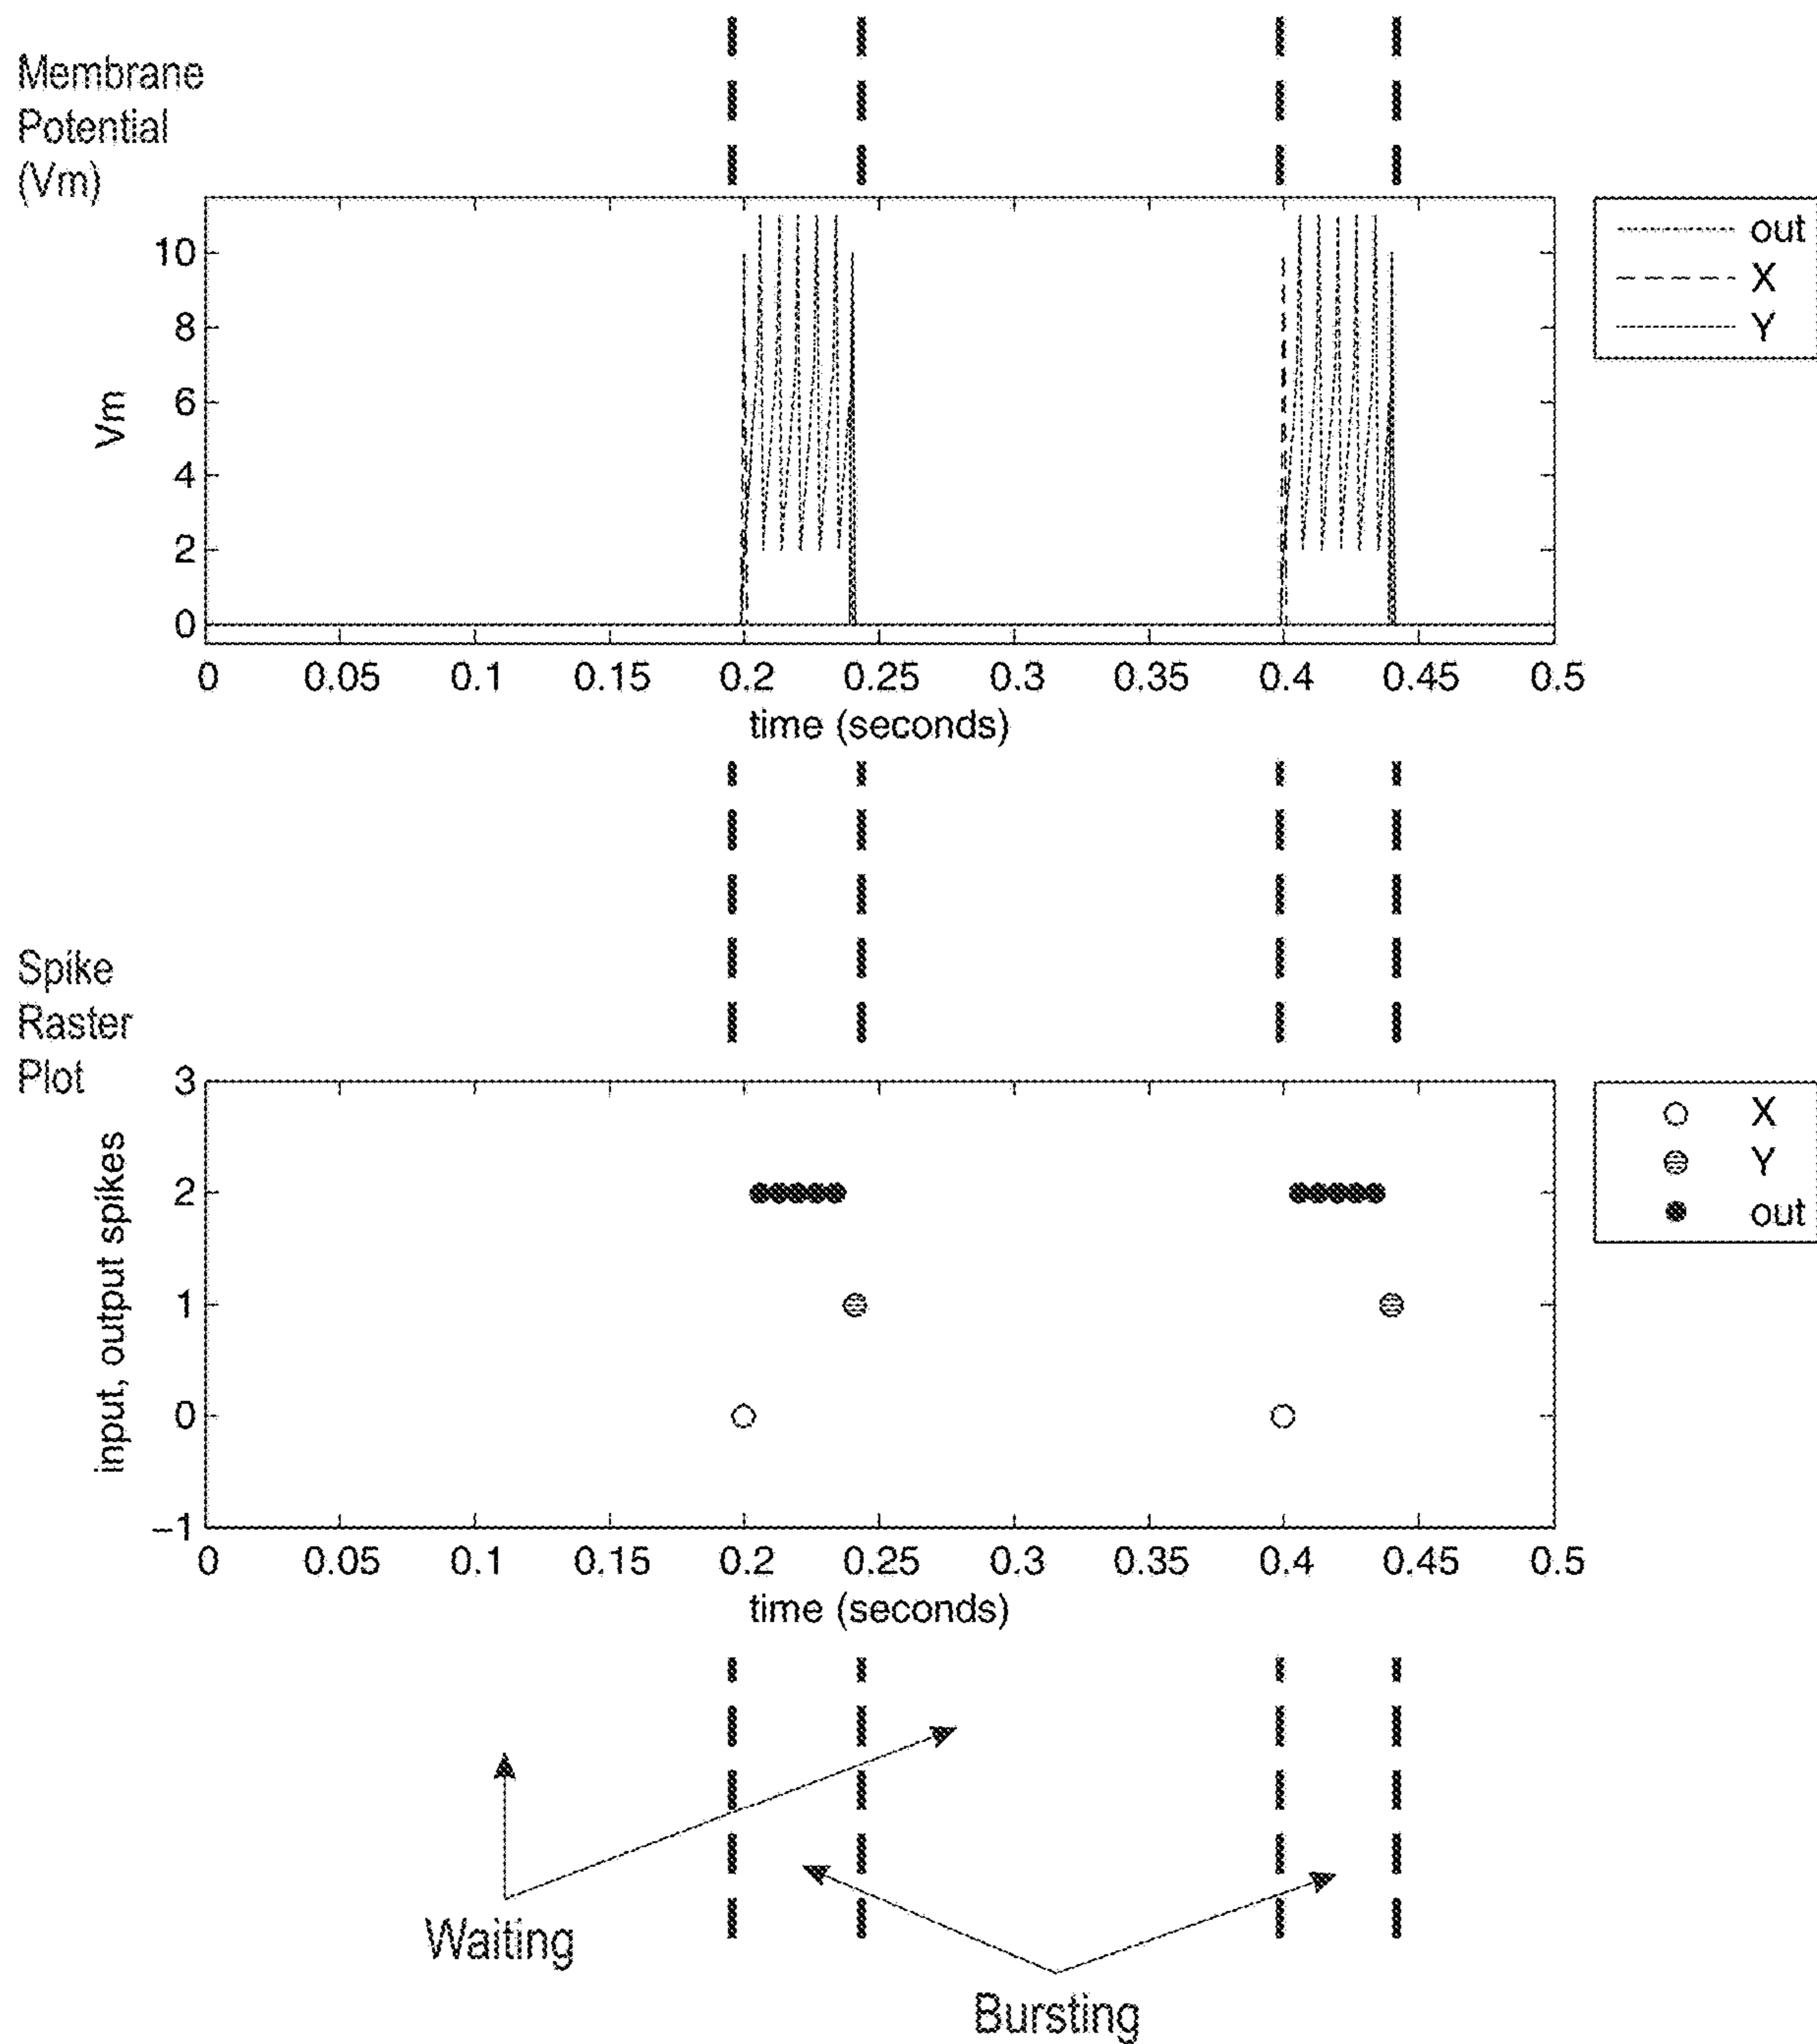 Membrane
Potential
(Vm)
10
8
6
4
2
0
Vm
out
X
Y
0 0.05 0.1 0.15 0.2 0.25 0.3 0.35 0.4 0.45 0.5
time (seconds)
Spike
Raster
Plot
3
2
1
0
−1
input, output spikes
X
Y
out
0 0.05 0.1 0.15 0.2 0.25 0.3 0.35 0.4 0.45 0.5
time (seconds)
Waiting
Bursting